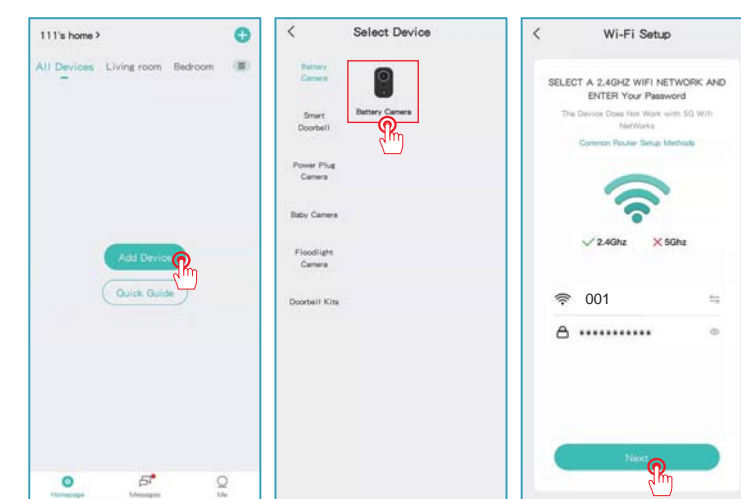 111's home >
All Devices Living room Bedroom
Add Device
Quick Guide
Homepage Messages Me
Select Device
Battery
Camera
Battery Camera
Smart
Doorbell
Power Plug
Camera
Baby Camera
Floodlight
Camera
Doorbell Kits
Wi-Fi Setup
SELECT A 2.4GHZ WIFI NETWORK AND
ENTER Your Password
The Device Does Not Work with 5G Wifi
NetWorks
Common Router Setup Methods
2.4Ghz 5Ghz
001
***********
Next